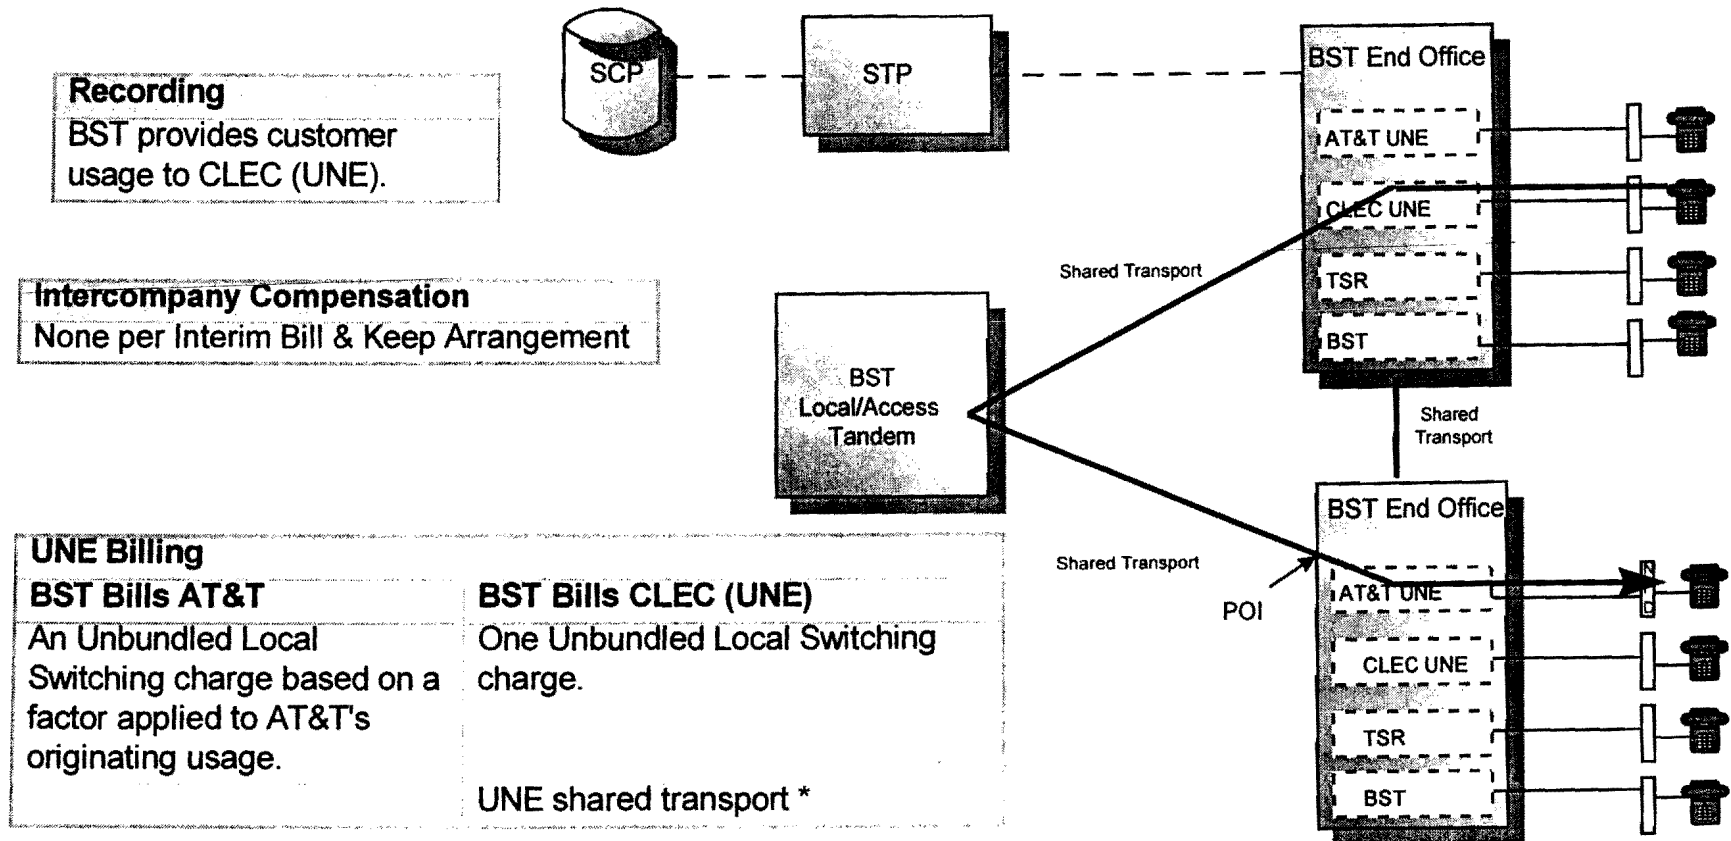 SCP
STP
BST End Office
AT&T UNE
CLEC UNE
TSR
BST
Recording
BST provides customer
usage to CLEC (UNE).
Intercompany Compensation
None per Interim Bill & Keep Arrangement
Shared Transport
BST
Local/Access
Tandem
Shared
Transport
Shared Transport
POI
BST End Office
AT&T UNE
CLEC UNE
TSR
BST
N
D
UNE Billing
BST Bills AT&T
An Unbundled Local
Switching charge based on a
factor applied to AT&T's
originating usage.
BST Bills CLEC (UNE)
One Unbundled Local Switching
charge.
UNE shared transport *